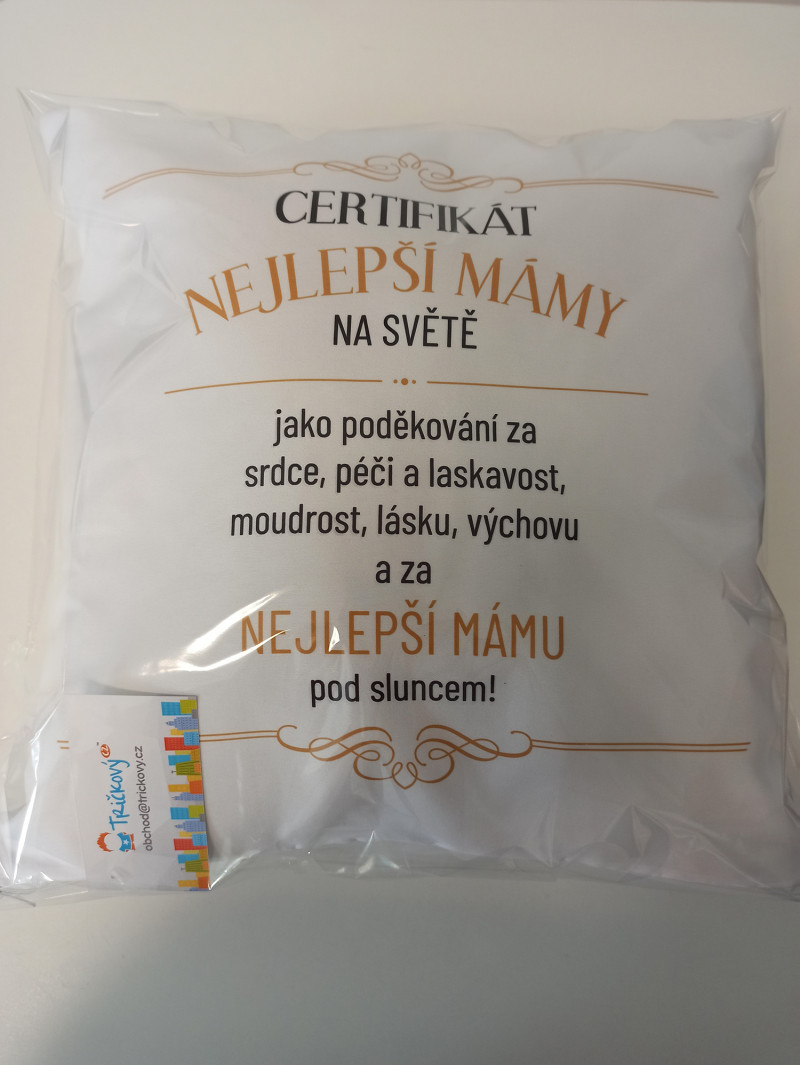 CERTIFIKÁT
NEJLEPŠÍ MÁMY
NA SVĚTĚ
jako poděkování za
srdce, péči a laskavost,
moudrost, lásku, výchovu
a za
NEJLEPŠÍ MÁMU
pod sluncem!
Tričkový cz
obchod@trickovy.cz